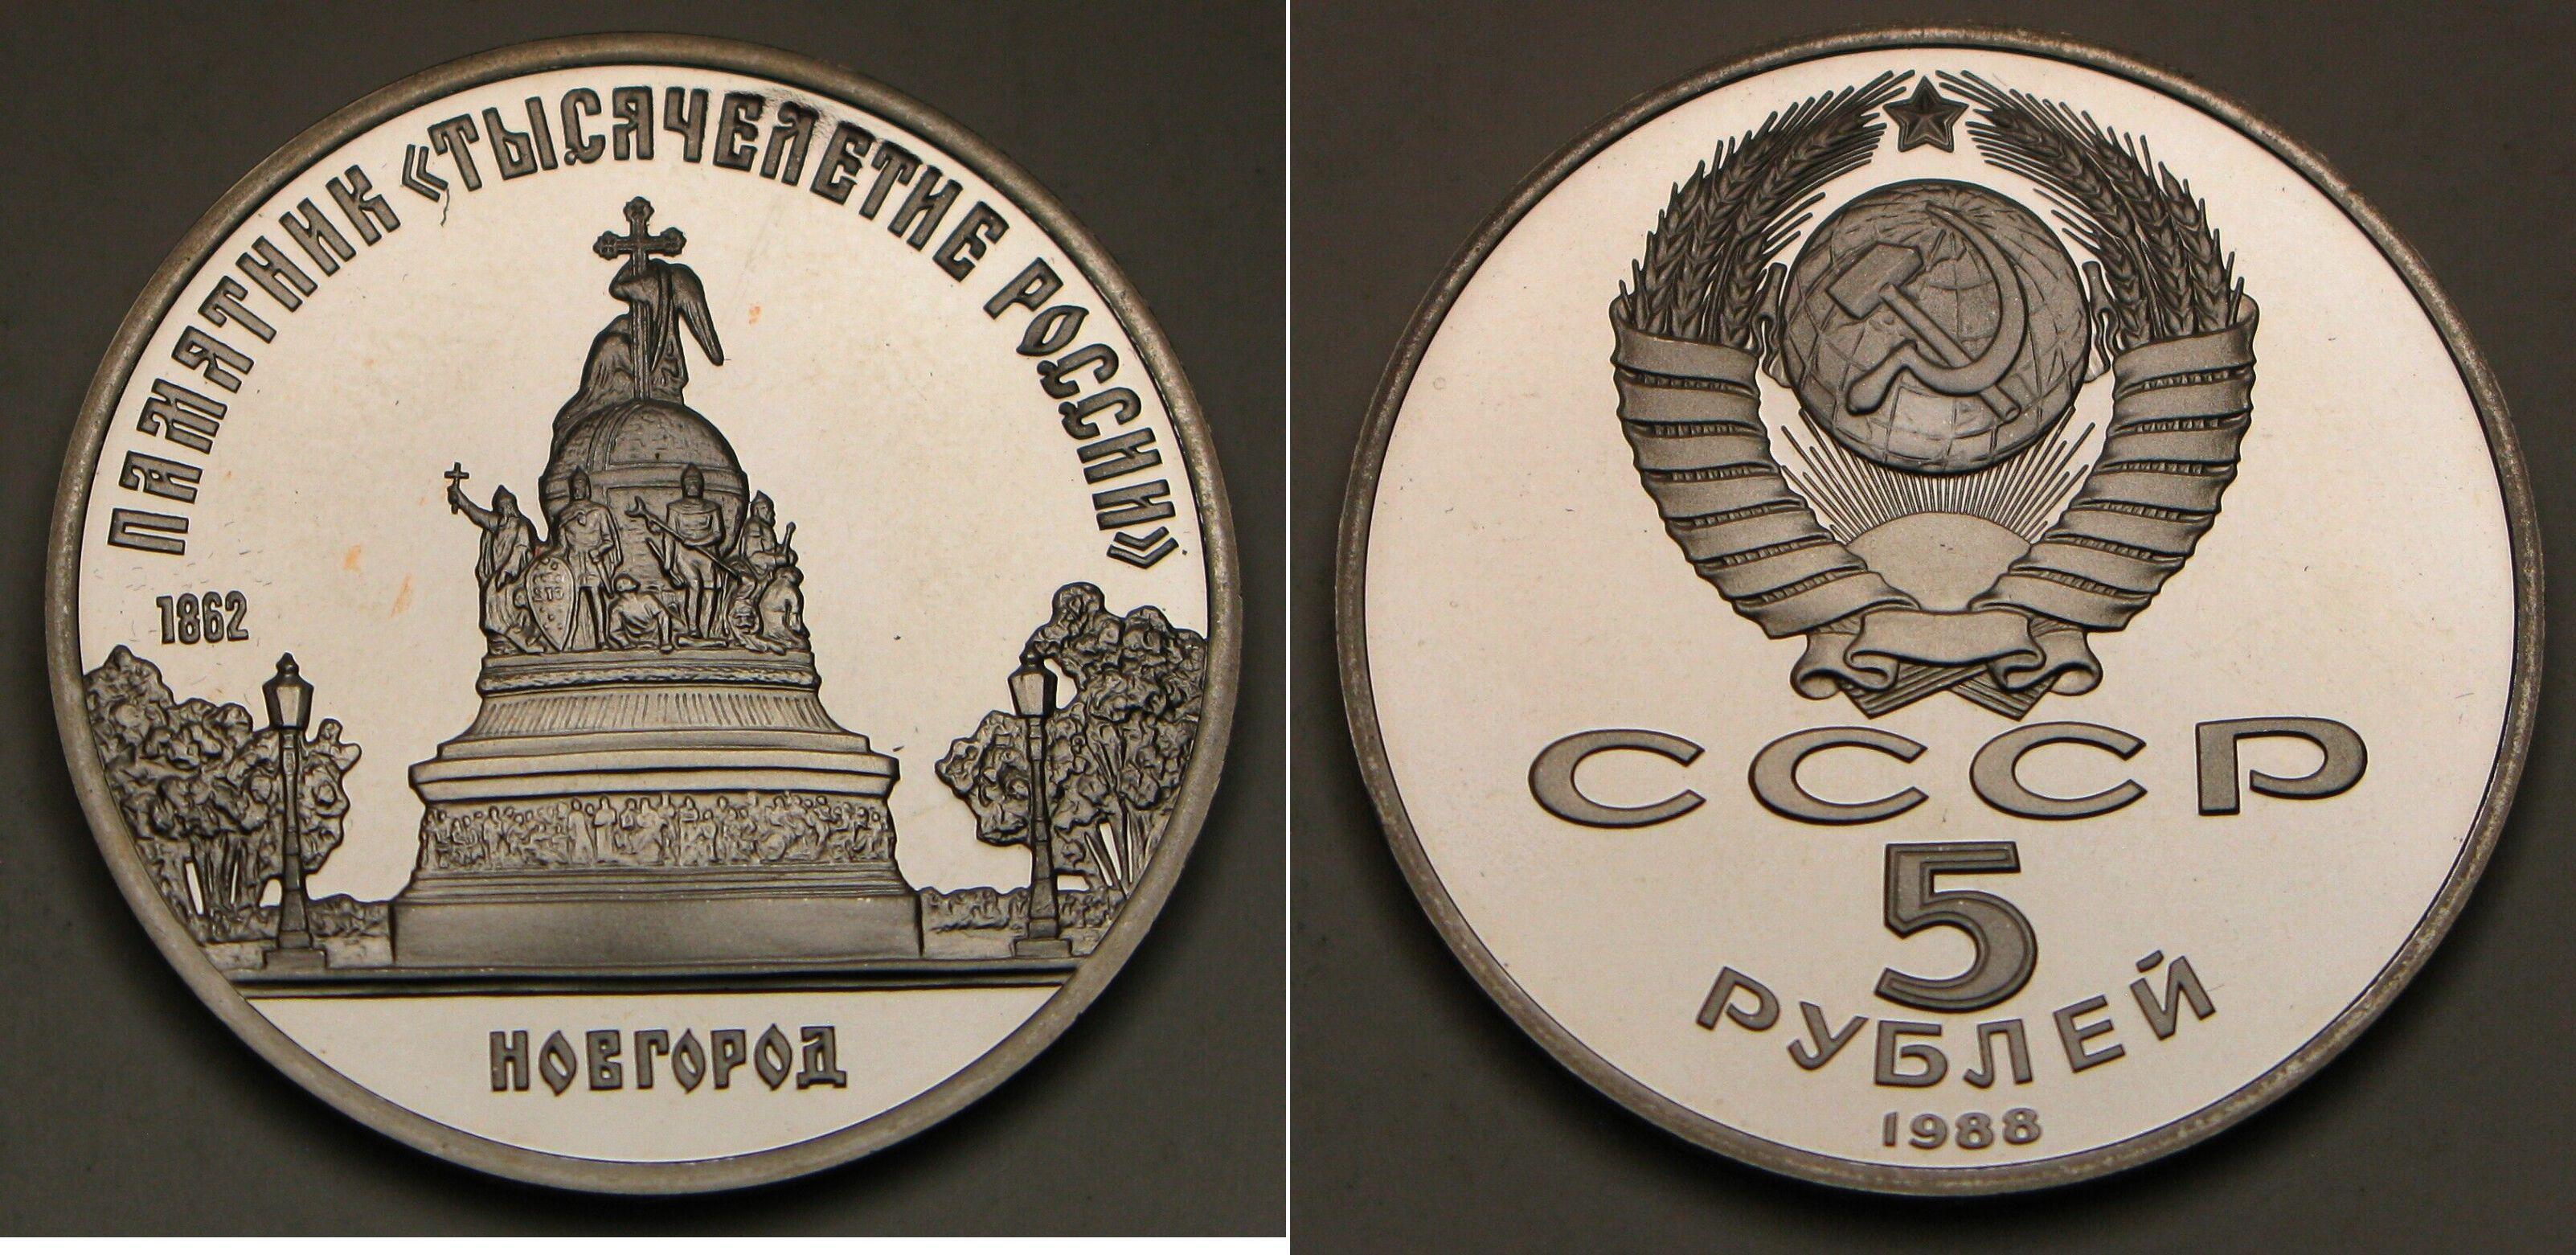 ПАМЯТНИК «ТЫСЯЧЕЛЕТИЕ РОССИИ»
1862
НОВГОРОД
СССР
5
РУБЛЕЙ
1988